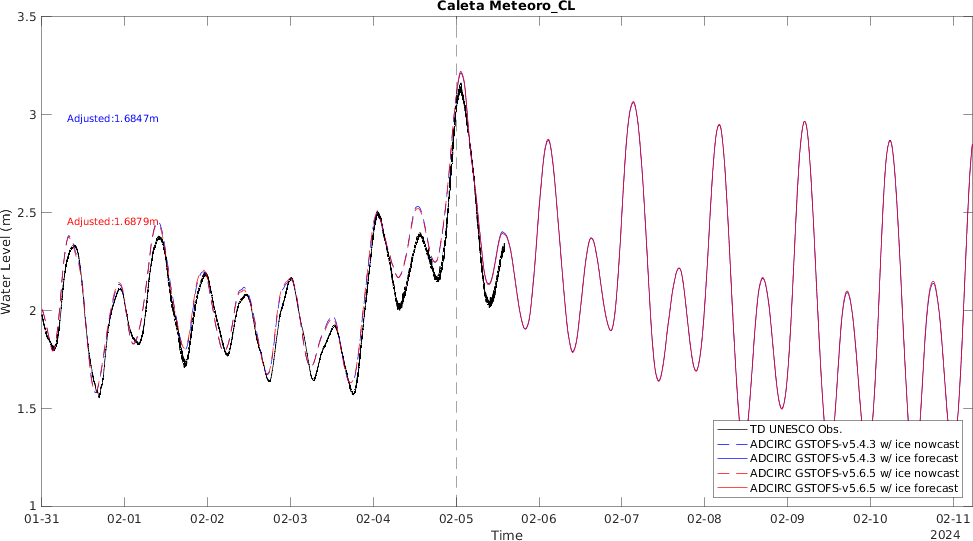 Caleta Meteoro_CL
3.5
3
2.5
2
1.5
1
Water Level (m)
Adjusted:1.6847m
Adjusted:1.6879m
TD UNESCO Obs.
ADCIRC GSTOFS-v5.4.3 w/ ice nowcast
ADCIRC GSTOFS-v5.4.3 w/ ice forecast
ADCIRC GSTOFS-v5.6.5 w/ ice nowcast
ADCIRC GSTOFS-v5.6.5 w/ ice forecast
01-31 02-01 02-02 02-03 02-04 02-05 02-06 02-07 02-08 02-09 02-10 02-11
Time
2024